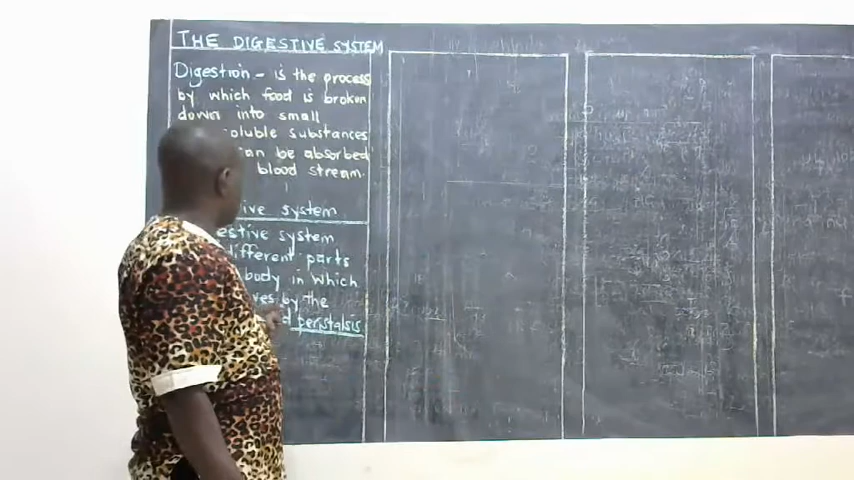 THE DIGESTIVE SYSTEM
Digestion - is the process
by which food is broken
down into small
soluble substances
can be absorbed
blood stream.
ive system
estive system
different parts
body in which
ves by the
d peristalsis